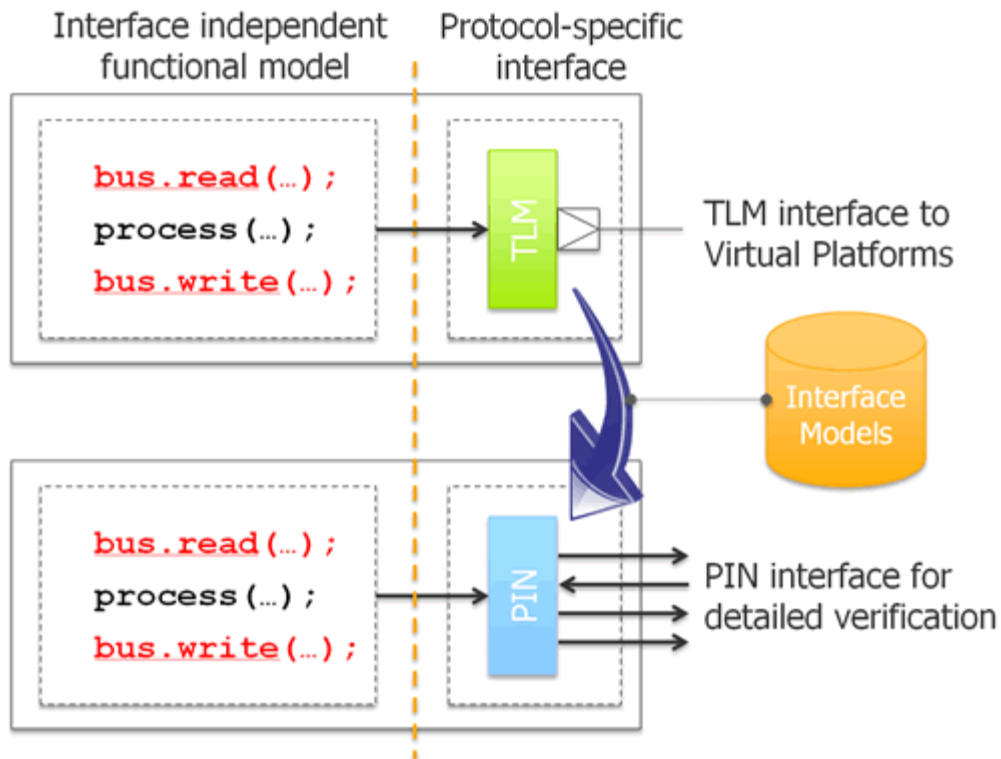 Interface independent
functional model
Protocol-specific
interface
bus.read(…);
process(…);
bus.write(…);
TLM
TLM interface to
Virtual Platforms
Interface
Models
bus.read(…);
process(…);
bus.write(…);
PIN
PIN interface for
detailed verification